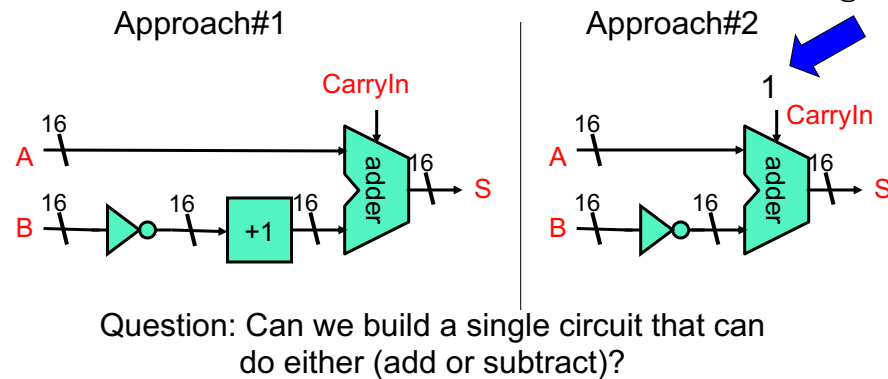 Approach#1
CarryIn
16
A
adder
16
S
16
B
16
+1
16
Approach#2
1
CarryIn
16
A
adder
16
S
16
B
16
Question: Can we build a single circuit that can
do either (add or subtract)?